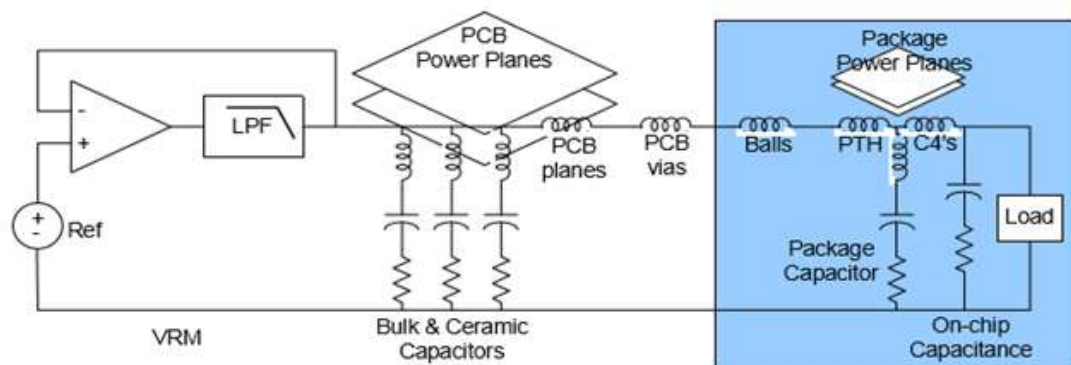 PCB
Power Planes
Package
Power Planes
-
+
LPF
PCB
planes
PCB
vias
Balls
PTH
C4's
+
-
Ref
Load
Package
Capacitor
VRM
Bulk & Ceramic
Capacitors
On-chip
Capacitance